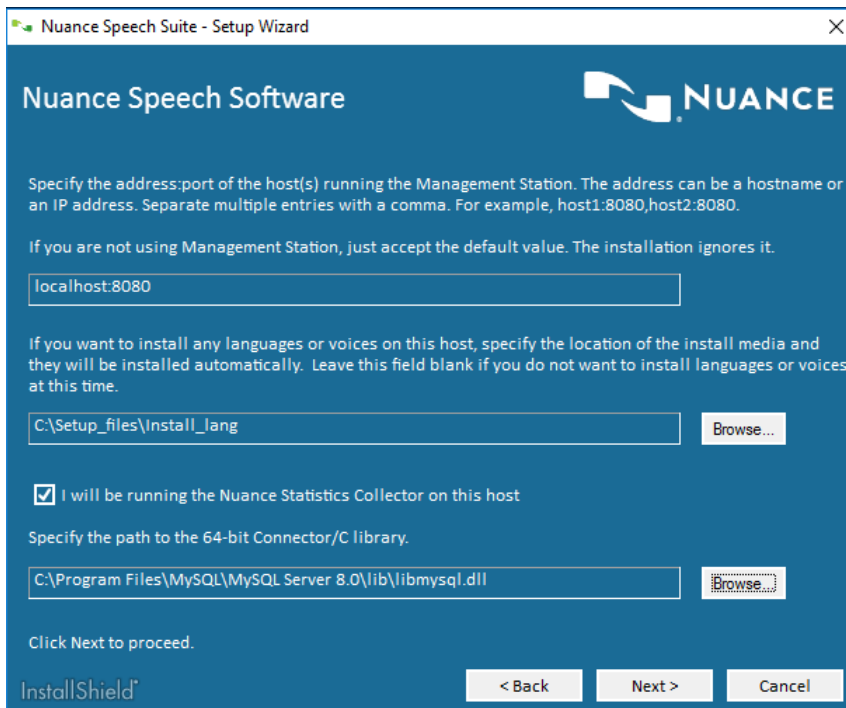 Nuance Speech Suite - Setup Wizard
Nuance Speech Software
NUANCE
Specify the address:port of the host(s) running the Management Station. The address can be a hostname or
an IP address. Separate multiple entries with a comma. For example, host1:8080,host2:8080.
If you are not using Management Station, just accept the default value. The installation ignores it.
localhost:8080
If you want to install any languages or voices on this host, specify the location of the install media and
they will be installed automatically. Leave this field blank if you do not want to install languages or voices
at this time.
C:\Setup_files\Install_lang
Browse...
I will be running the Nuance Statistics Collector on this host
Specify the path to the 64-bit Connector/C library.
C:\Program Files\MySQL\MySQL Server 8.0\lib\libmysql.dll
Browse...
Click Next to proceed.
InstallShield
< Back
Next >
Cancel